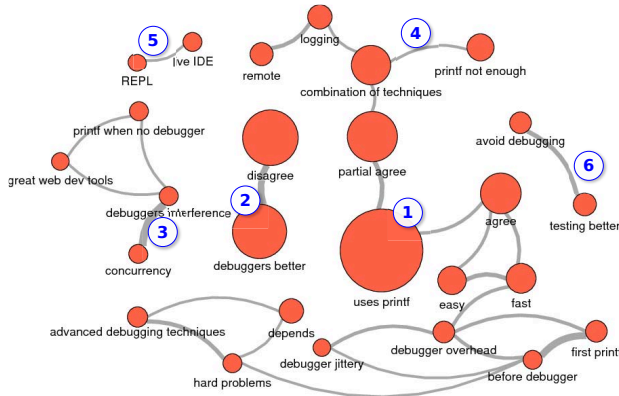 5
live IDE
REPL
logging
remote
4
printf not enough
combination of techniques
printf when no debugger
great web dev tools
debuggers interference
3
concurrency
disagree
2
debuggers better
partial agree
1
uses printf
avoid debugging
6
testing better
agree
easy
fast
advanced debugging techniques
depends
hard problems
debugger jittery
debugger overhead
before debugger
first printf